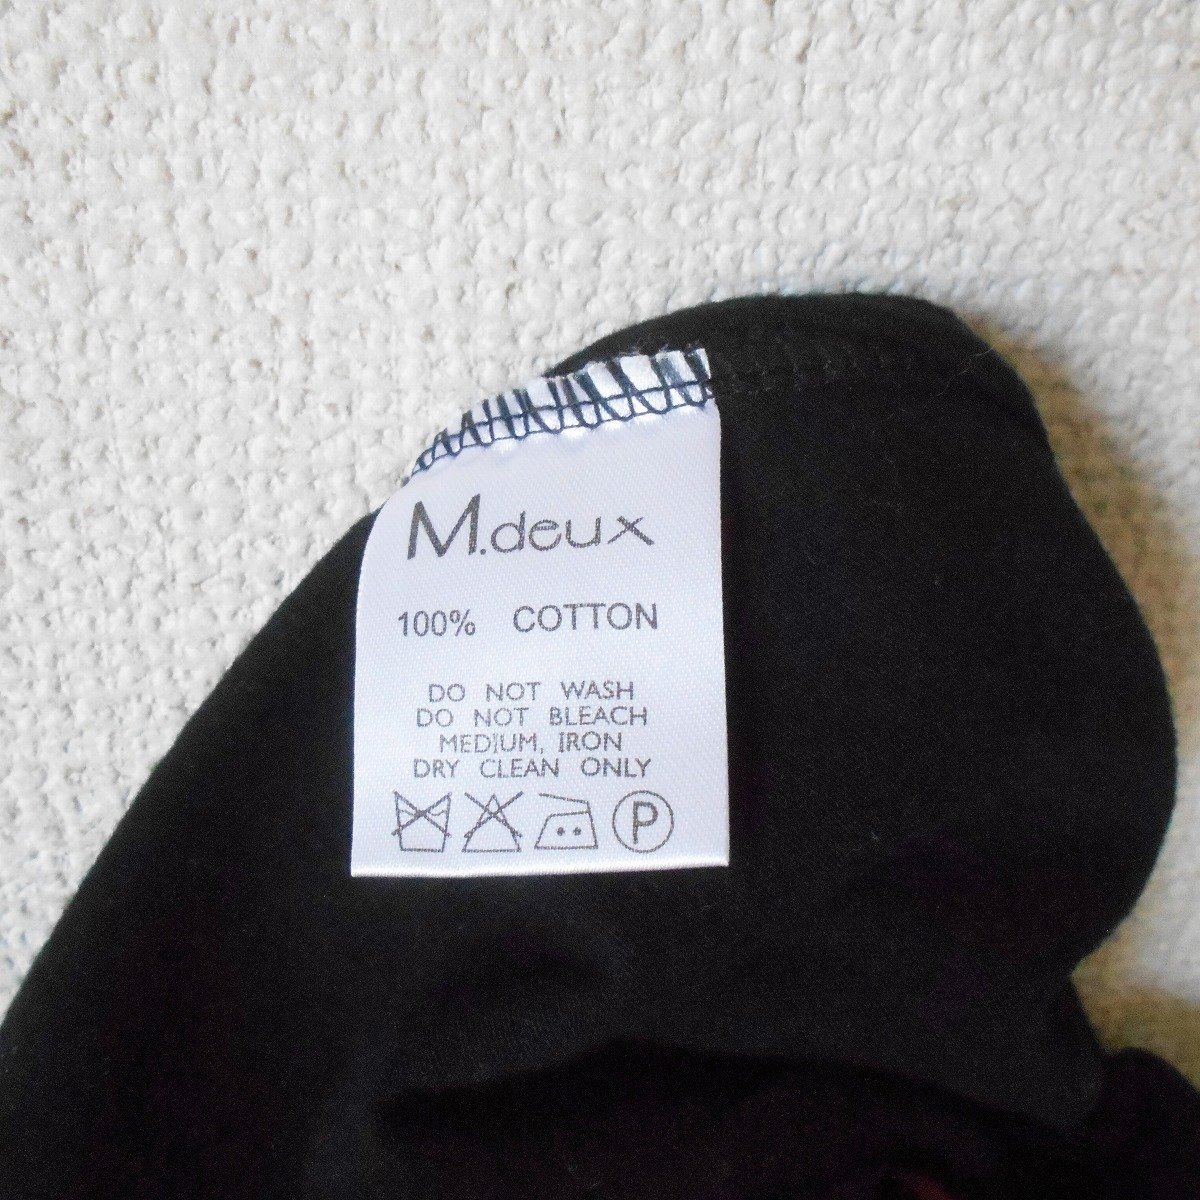 M.deux
100% COTTON
DO NOT WASH
DO NOT BLEACH
MEDIUM, IRON
DRY CLEAN ONLY
P